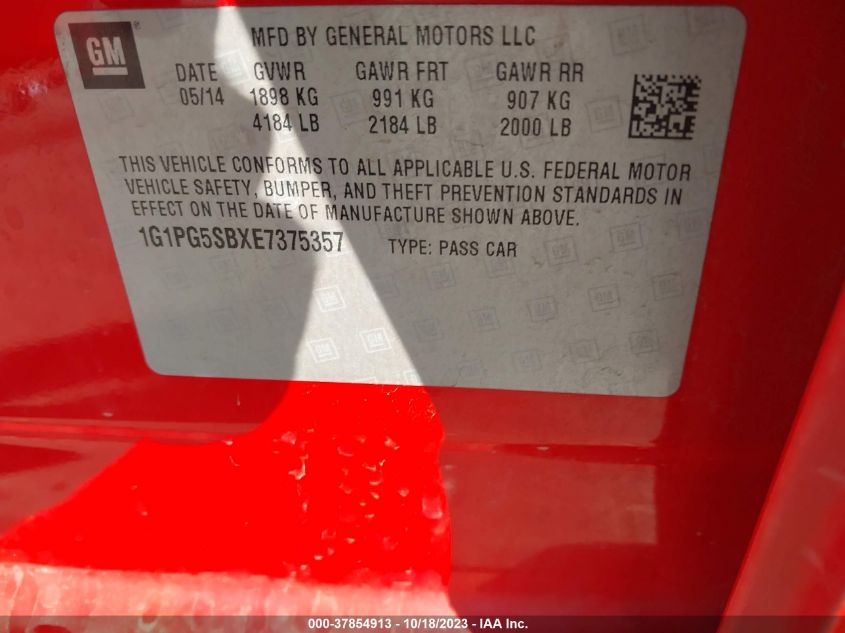 GM ®
MFD BY GENERAL MOTORS LLC
DATE GVWR GAWR FRT GAWR RR
05/14 1898 KG 991 KG 907 KG
4184 LB 2184 LB 2000 LB
THIS VEHICLE CONFORMS TO ALL APPLICABLE U.S. FEDERAL MOTOR
VEHICLE SAFETY, BUMPER, AND THEFT PREVENTION STANDARDS IN
EFFECT ON THE DATE OF MANUFACTURE SHOWN ABOVE.
1G1PG5SBXE7375357 TYPE: PASS CAR
000-37854913 - 10/18/2023 - IAA Inc.